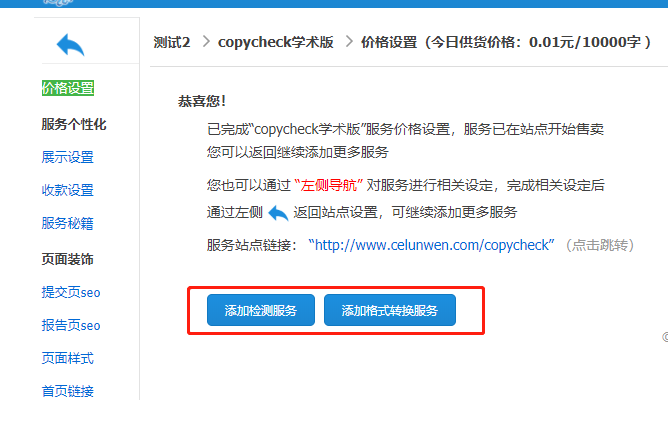 测试2 > copycheck学术版 > 价格设置（今日供货价格：0.01元/10000字 ）
价格设置
服务个性化
展示设置
收款设置
服务秘籍
页面装饰
提交页seo
报告页seo
页面样式
首页链接
恭喜您！
已完成“copycheck学术版”服务价格设置，服务已在站点开始售卖
您可以返回继续添加更多服务
您也可以通过 “左侧导航” 对服务进行相关设定，完成相关设定后
通过左侧 返回站点设置，可继续添加更多服务
服务站点链接： “http://www.celunwen.com/copycheck” （点击跳转）
添加检测服务 添加格式转换服务